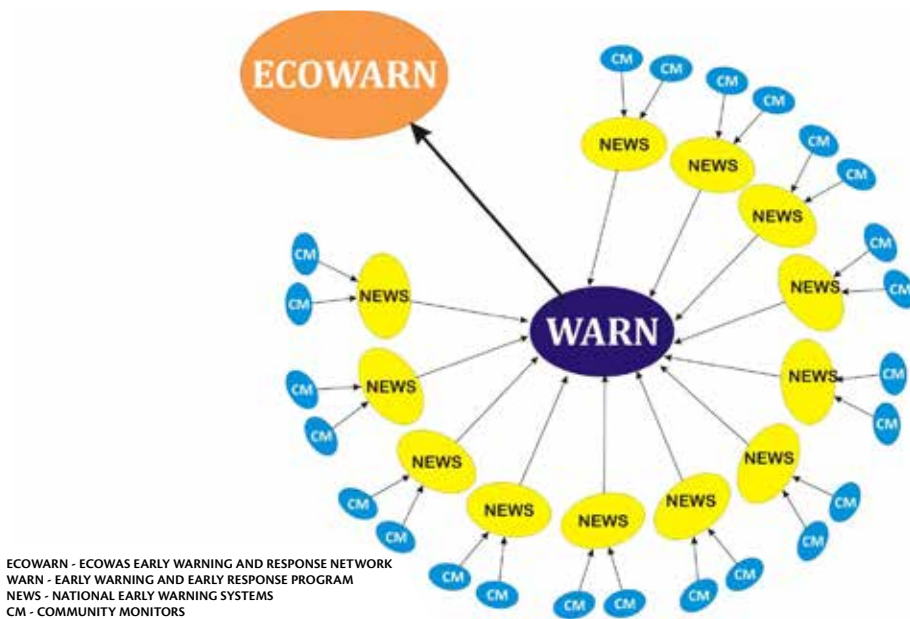 ECOWARN
CM
CM
CM
CM
CM
NEWS
NEWS
CM
NEWS
CM
CM
NEWS
CM
NEWS
CM
WARN
CM
NEWS
NEWS
CM
CM
CM
NEWS
NEWS
NEWS
CM
CM
NEWS
NEWS
CM
CM
CM
CM
CM
CM
CM
CM
ECOWARN - ECOWAS EARLY WARNING AND RESPONSE NETWORK
WARN - EARLY WARNING AND EARLY RESPONSE PROGRAM
NEWS - NATIONAL EARLY WARNING SYSTEMS
CM - COMMUNITY MONITORS